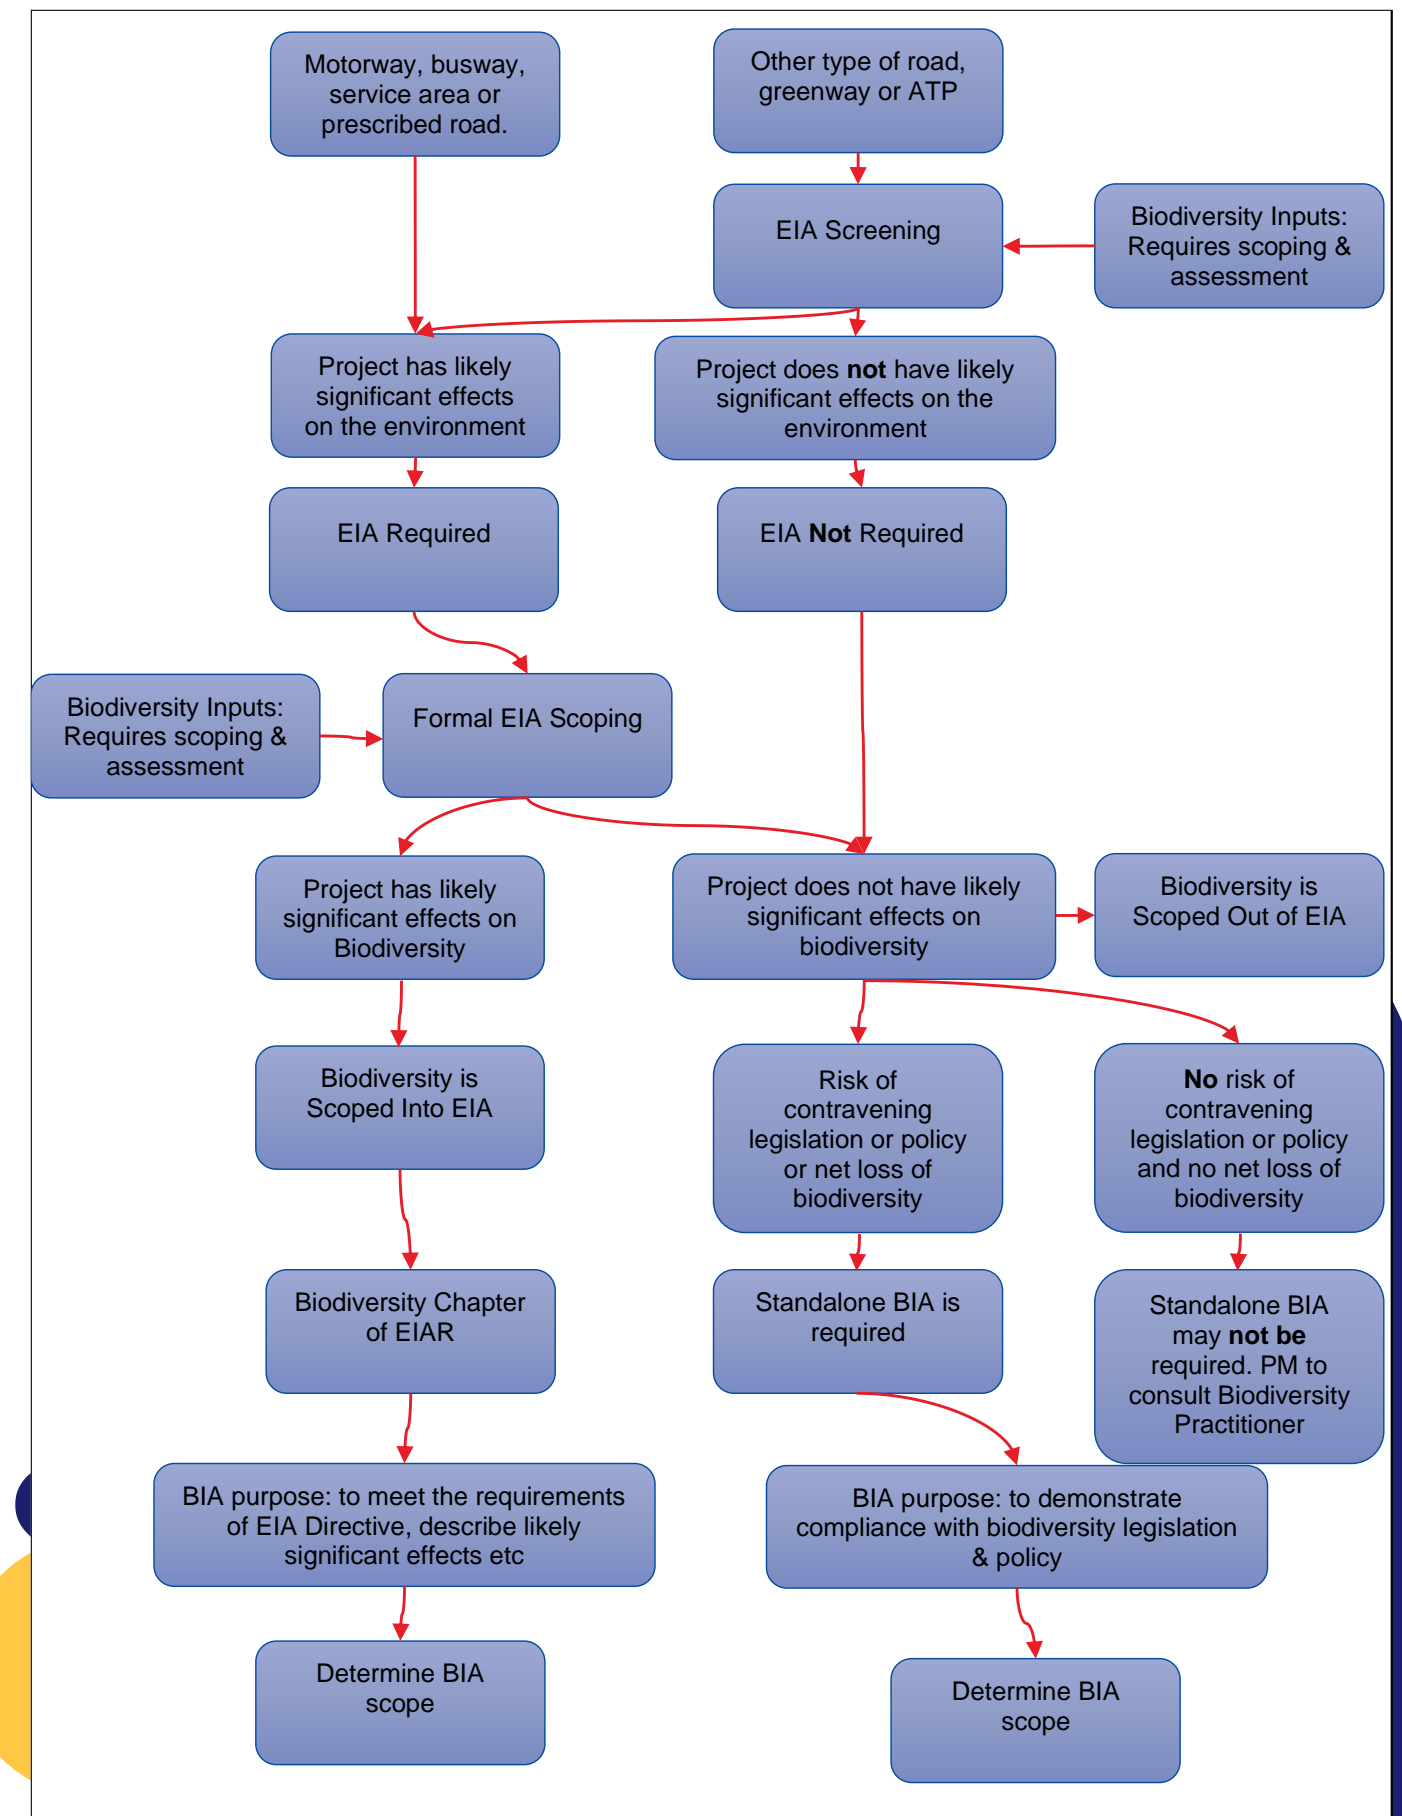 Motorway, busway,
service area or
prescribed road.
Other type of road,
greenway or ATP
EIA Screening
Biodiversity Inputs:
Requires scoping &
assessment
Project has likely
significant effects
on the environment
Project does not have likely
significant effects on the
environment
EIA Required
EIA Not Required
Biodiversity Inputs:
Requires scoping &
assessment
Formal EIA Scoping
Project has likely
significant effects on
Biodiversity
Project does not have likely
significant effects on
biodiversity
Biodiversity is
Scoped Out of EIA
Biodiversity is
Scoped Into EIA
Risk of
contravening
legislation or policy
or net loss of
biodiversity
No risk of
contravening
legislation or policy
and no net loss of
biodiversity
Biodiversity Chapter
of EIAR
Standalone BIA is
required
Standalone BIA
may not be
required. PM to
consult Biodiversity
Practitioner
BIA purpose: to meet the requirements
of EIA Directive, describe likely
significant effects etc
BIA purpose: to demonstrate
compliance with biodiversity legislation
& policy
Determine BIA
scope
Determine BIA
scope